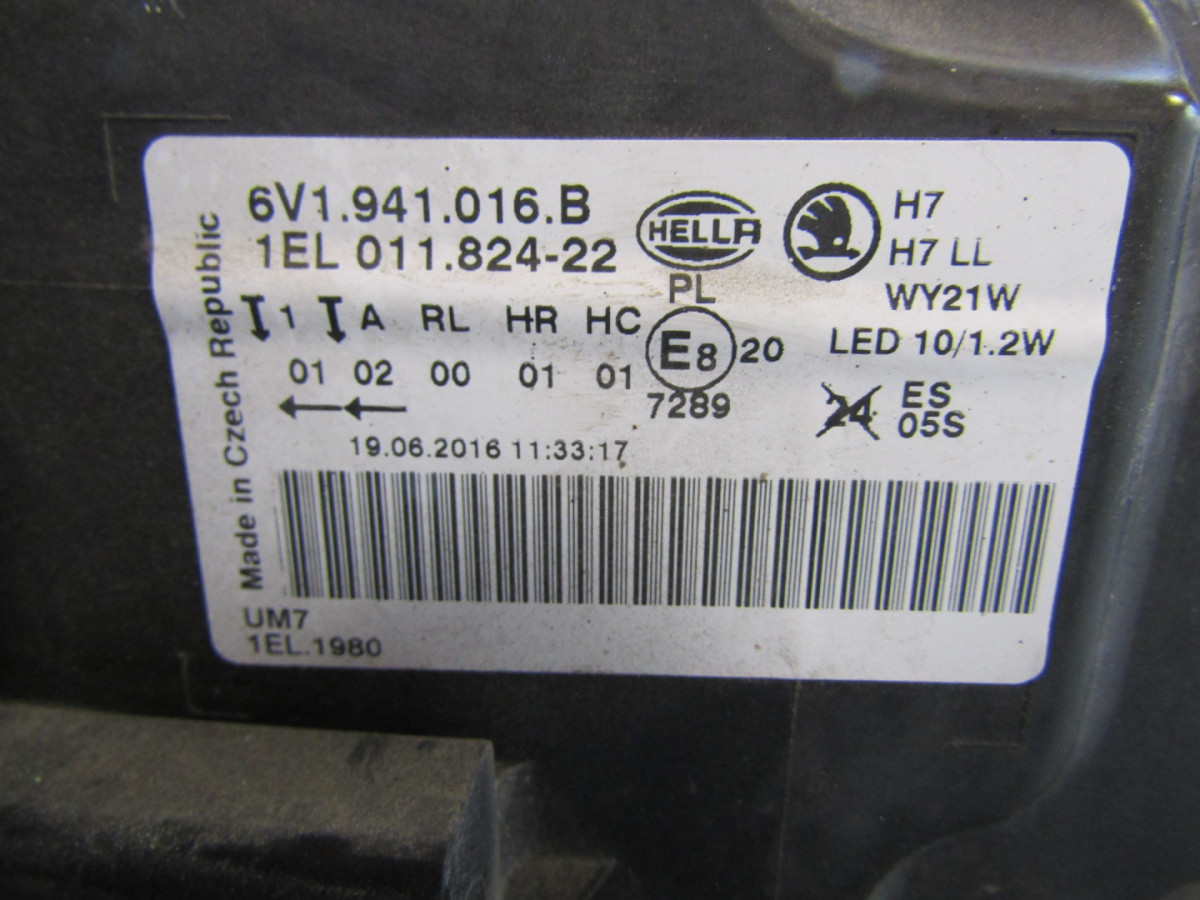 6V1.941.016.B
1EL 011.824-22
HELLA
H7
H7 LL
WY21W
LED 10/1.2W
PL
1 A RL HR HC
01 02 00 01 01
E8 20
7289
24
ES
05S
19.06.2016 11:33:17
Made in Czech Republic
UM7
1EL.1980